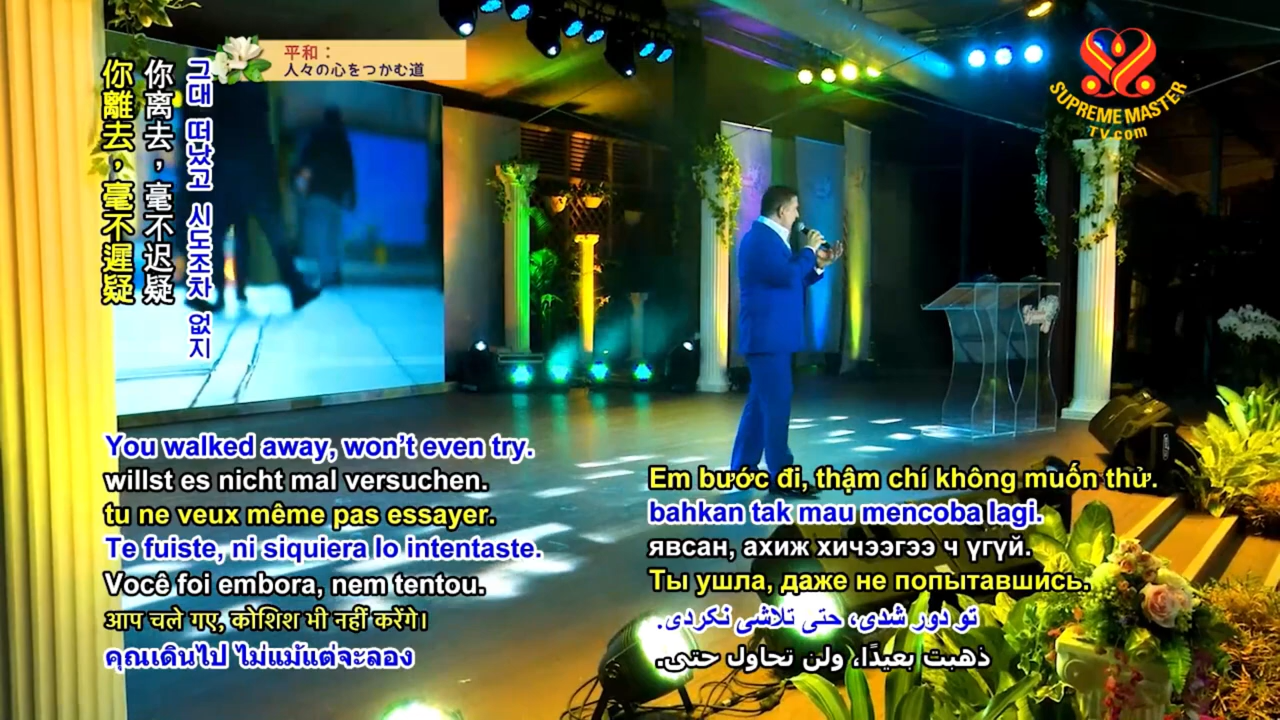 平和：
人々の心をつかむ道
SUPREME MASTER
TV.com
그대 떠났고 시도조차 없지
你离去，毫不迟疑
你離去，毫不遲疑
You walked away, won't even try.
willst es nicht mal versuchen.
tu ne veux même pas essayer.
Te fuiste, ni siquiera lo intentaste.
Você foi embora, nem tentou.
आप चले गए, कोशिश भी नहीं करेंगे।
คุณเดินไป ไม่แม้แต่จะลอง
Em bước đi, thậm chí không muốn thử.
bahkan tak mau mencoba lagi.
явсан, ахиж хичээгээ ч үгүй.
Ты ушла, даже не попытавшись.
تو دور شدی، حتی تلاشی نکردی.
ذهبت بعيدًا، ولن تحاول حتى.